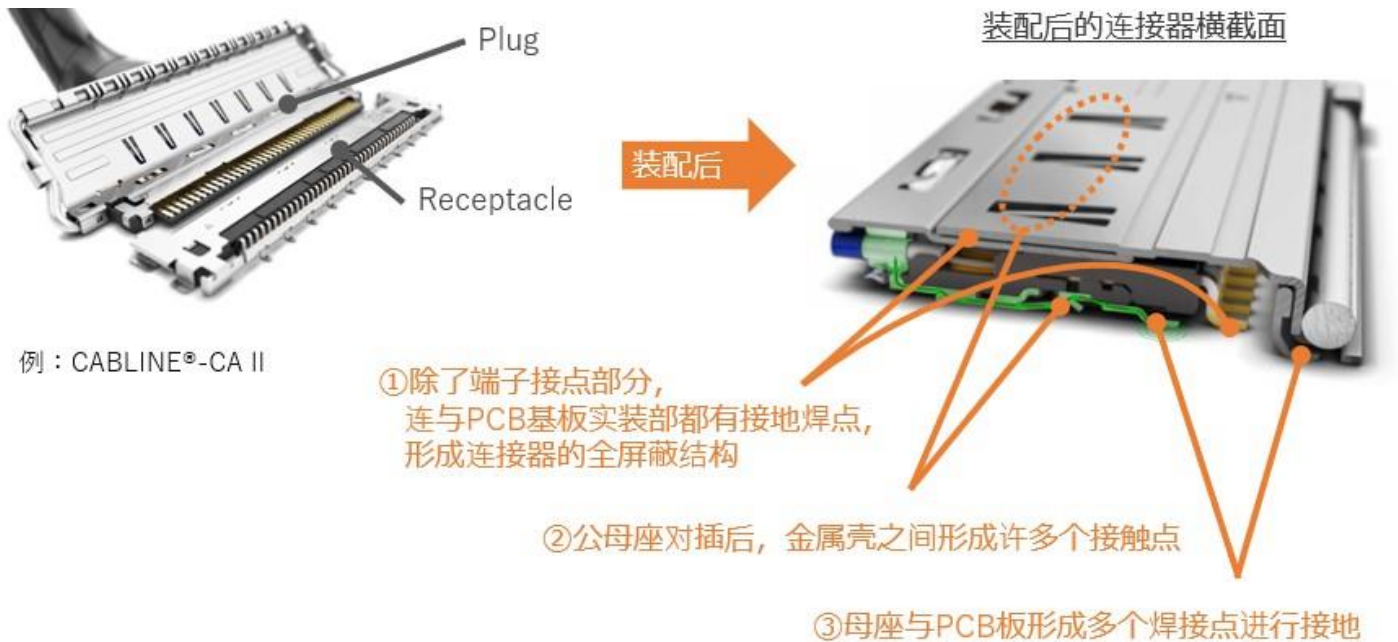 Plug
Receptacle
例：CABLINE®-CA II
装配后的连接器横截面
装配后
①除了端子接点部分，
连与PCB基板实装部都有接地焊点，
形成连接器的全屏蔽结构
②公母座对插后，金属壳之间形成许多个接触点
③母座与PCB板形成多个焊接点进行接地